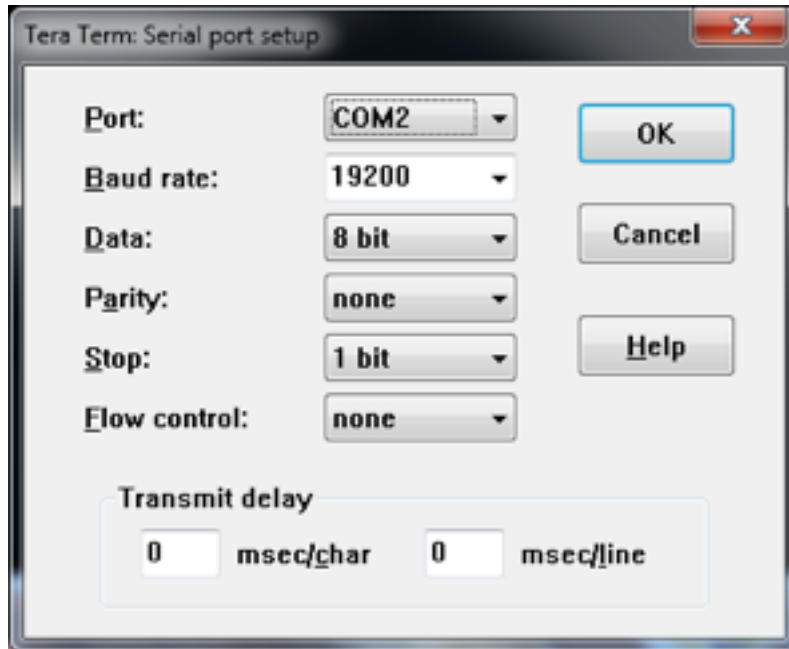 Tera Term: Serial port setup
Port: COM2 OK
Baud rate: 19200
Data: 8 bit Cancel
Parity: none
Stop: 1 bit Help
Flow control: none
Transmit delay
0 msec/char 0 msec/line